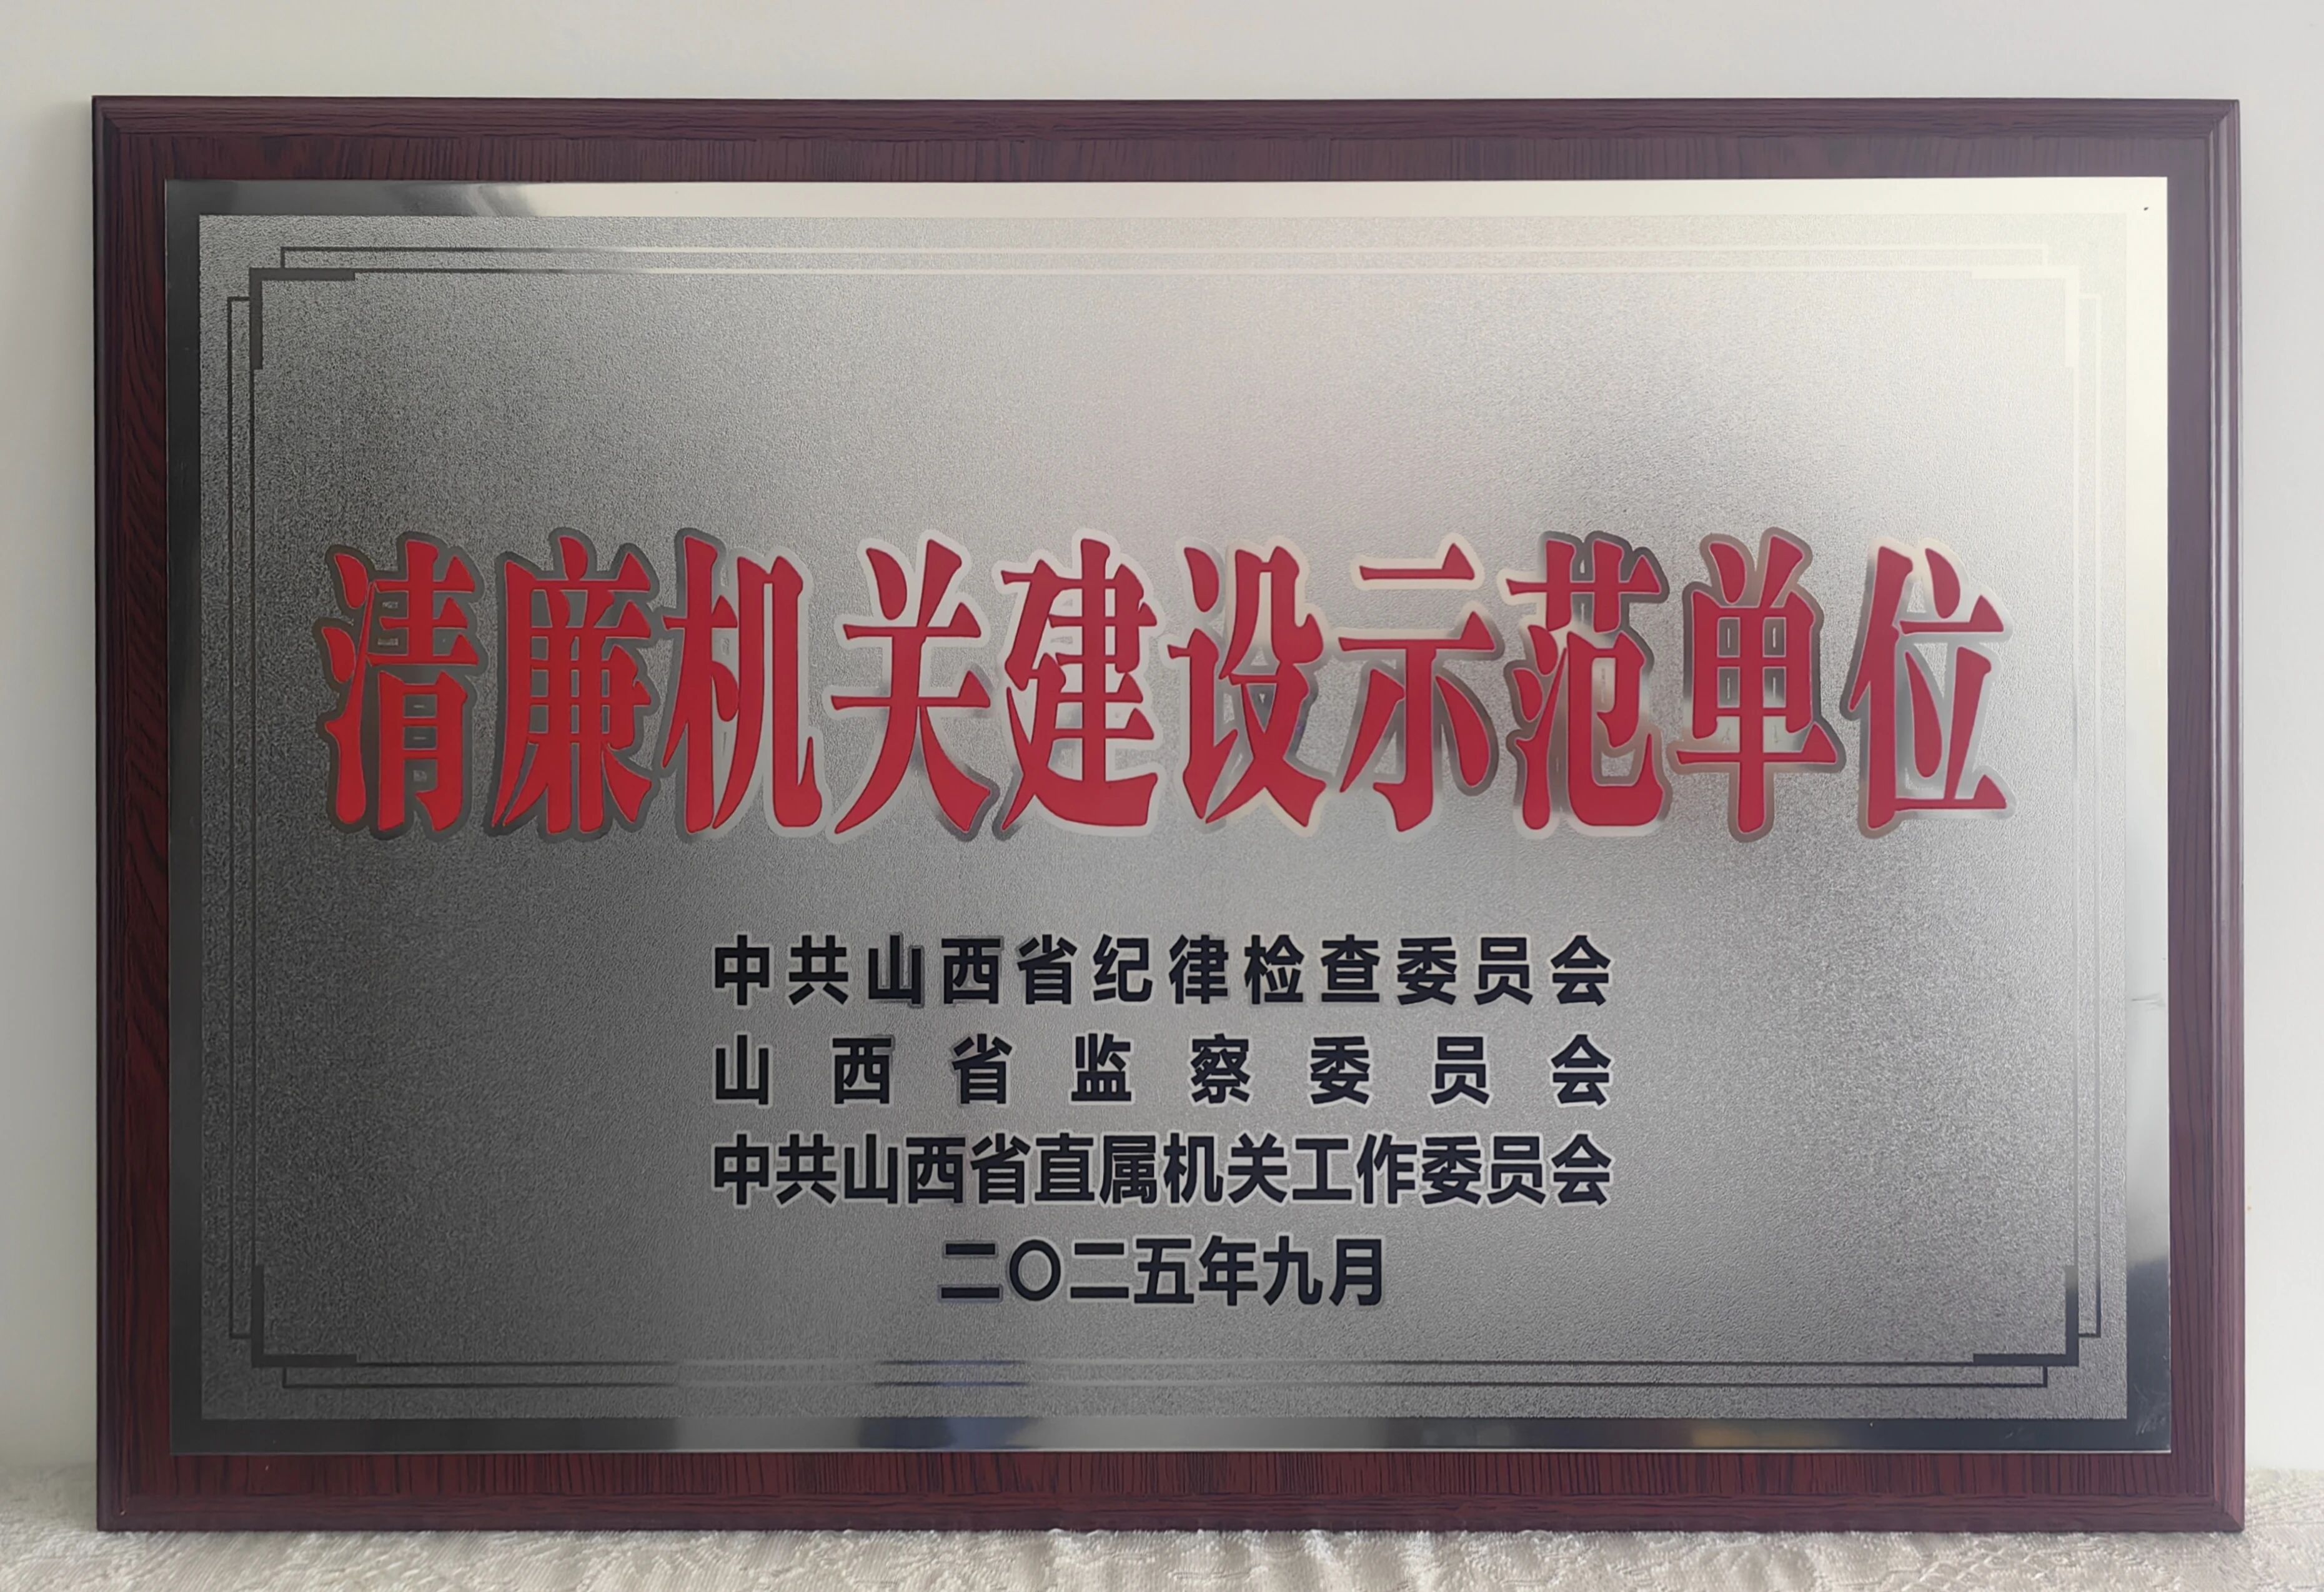 清廉机关建设示范单位
中共山西省纪律检查委员会
山西省监察委员会
中共山西省直属机关工作委员会
二〇二五年九月